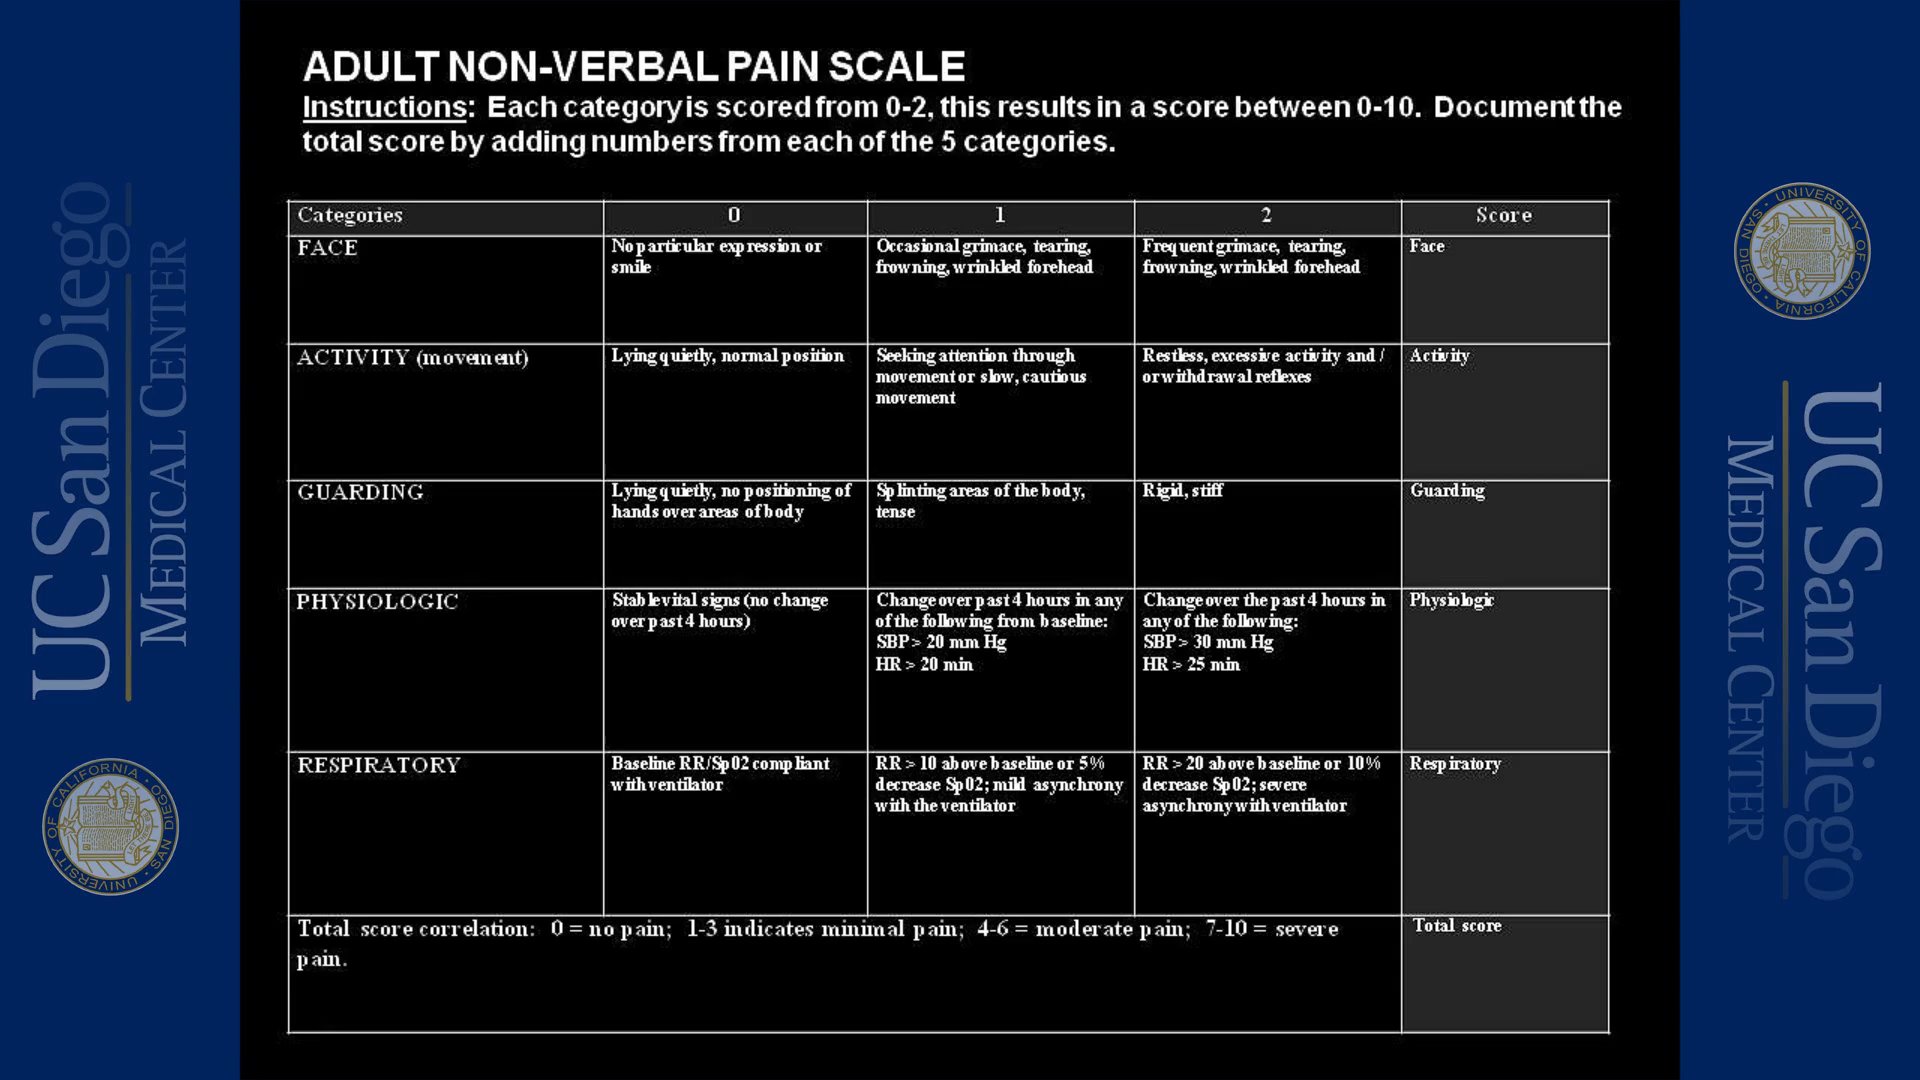 ADULT NON-VERBAL PAIN SCALE
Instructions: Each category is scored from 0-2, this results in a score between 0-10. Document the
total score by adding numbers from each of the 5 categories.
Categories 0 1 2 Score
FACE
No particular expression or
smile
Occasional grimace, tearing,
frowning, wrinkled forehead
Frequent grimace, tearing,
frowning, wrinkled forehead
Face
ACTIVITY (movement)
Lying quietly, normal position
Seeking attention through
movement or slow, cautious
movement
Restless, excessive activity and /
or withdrawal reflexes
Activity
GUARDING
Lying quietly, no positioning of
hands over areas of body
Splinting areas of the body,
tense
Rigid, stiff
Guarding
PHYSIOLOGIC
Stable vital signs (no change
over past 4 hours)
Change over past 4 hours in any
of the following from baseline:
SBP > 20 mm Hg
HR > 20 min
Change over the past 4 hours in
any of the following:
SBP > 30 mm Hg
HR > 25 min
Physiologic
RESPIRATORY
Baseline RR/Sp02 compliant
with ventilator
RR > 10 above baseline or 5%
decrease Sp02; mild asynchrony
with the ventilator
RR > 20 above baseline or 10%
decrease Sp02; severe
asynchrony with ventilator
Respiratory
Total score correlation: 0 = no pain; 1-3 indicates minimal pain; 4-6 = moderate pain; 7-10 = severe
pain.
Total score
UC San Diego
MEDICAL CENTER
UNIVERSITY OF CALIFORNIA SAN DIEGO
UC San Diego
MEDICAL CENTER
UNIVERSITY OF CALIFORNIA SAN DIEGO